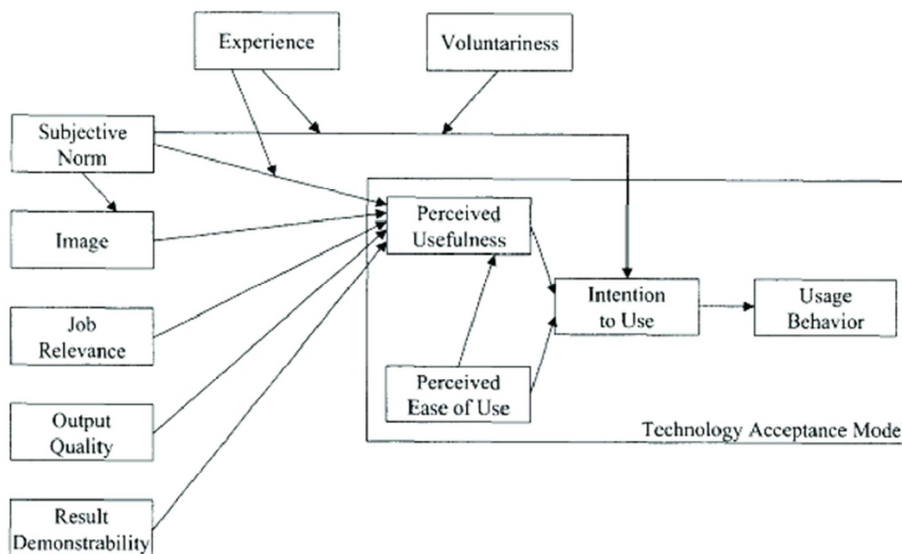 Experience
Voluntariness
Subjective
Norm
Image
Job
Relevance
Output
Quality
Result
Demonstrability
Perceived
Usefulness
Perceived
Ease of Use
Intention
to Use
Usage
Behavior
Technology Acceptance Mode